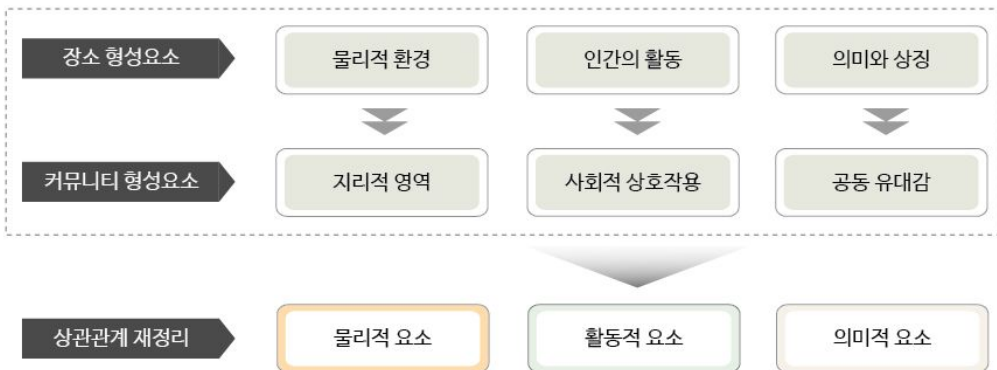 장소 형성요소
물리적 환경
인간의 활동
의미와 상징
커뮤니티 형성요소
지리적 영역
사회적 상호작용
공동 유대감
상관관계 재정리
물리적 요소
활동적 요소
의미적 요소